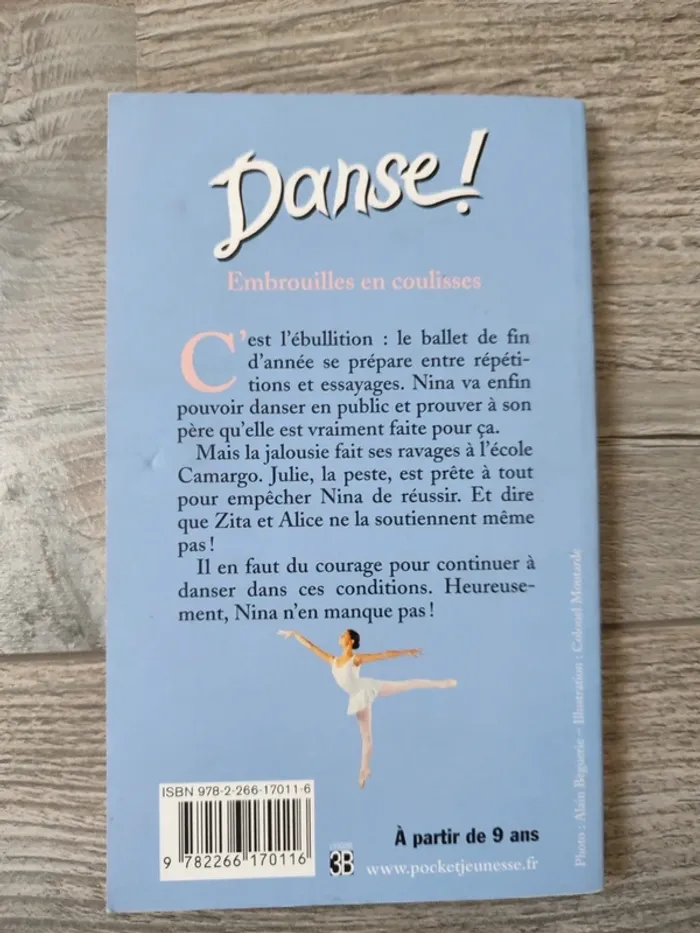 Danse!
Embrouilles en coulisses
C'est l'ébullition : le ballet de fin
d'année se prépare entre répéti-
tions et essayages. Nina va enfin
pouvoir danser en public et prouver à son
père qu'elle est vraiment faite pour ça.
Mais la jalousie fait ses ravages à l'école
Camargo. Julie, la peste, est prête à tout
pour empêcher Nina de réussir. Et dire
que Zita et Alice ne la soutiennent même
pas !
Il en faut du courage pour continuer à
danser dans ces conditions. Heureuse-
ment, Nina n'en manque pas !
ISBN 978-2-266-17011-6
9 782266 170116
3B
À partir de 9 ans
www.pocketjeunesse.fr
Photo : Alain Beguerie – Illustration : Colonel Moutarde